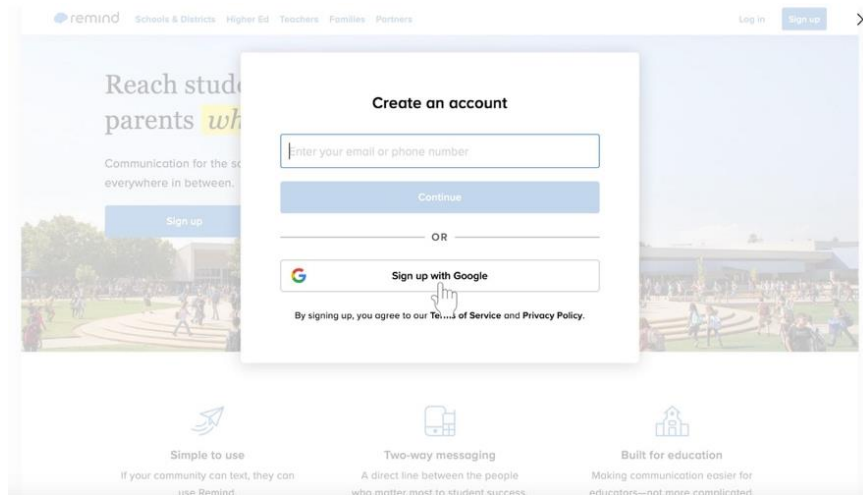 remind Schools & Districts Higher Ed Teachers Families Partners Log in Sign up
Reach stude
parents wh
Communication for the sc
everywhere in between.
Sign up
Create an account
Enter your email or phone number
Continue
OR
Sign up with Google
By signing up, you agree to our of Service and Privacy Policy.
Simple to use
If your community can text, they can
use Remind.
Two-way messaging
A direct line between the people
who matter most to student success
Built for education
Making communication easier for
educators—not more complicated